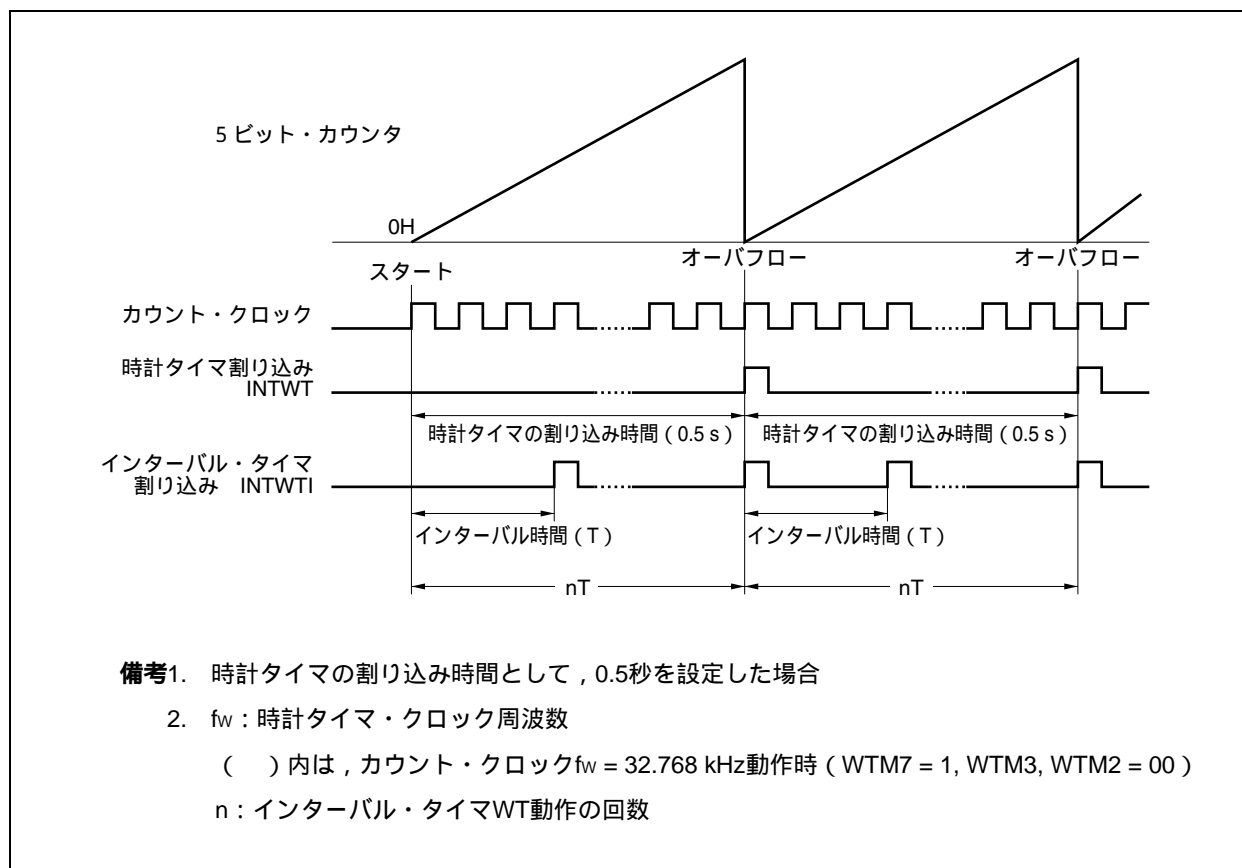 5 ビット・カウンタ
0H
スタート
オーバフロー
オーバフロー
カウント・クロック
時計タイマ割り込み
INTWT
時計タイマの割り込み時間（0.5 s）
時計タイマの割り込み時間（0.5 s）
インターバル・タイマ
割り込み　INTWTI
インターバル時間（T）
インターバル時間（T）
nT
nT
備考1.　時計タイマの割り込み時間として，0.5秒を設定した場合
2.　fW：時計タイマ・クロック周波数
（　）内は，カウント・クロックfW = 32.768 kHz動作時（WTM7 = 1, WTM3, WTM2 = 00）
n：インターバル・タイマWT動作の回数